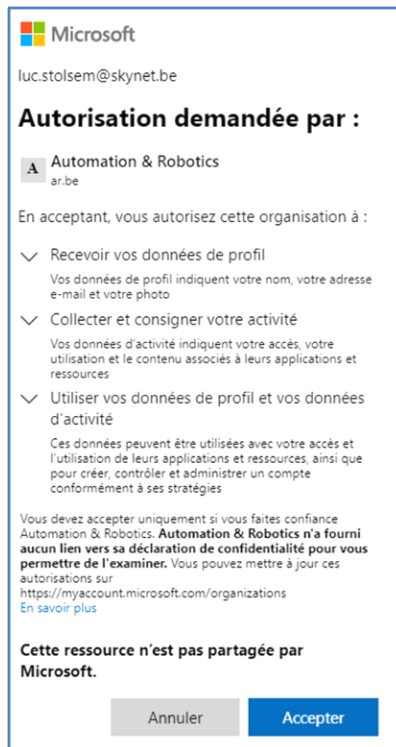 Microsoft
luc.stolsem@skynet.be
Autorisation demandée par :
A Automation & Robotics
ar.be
En acceptant, vous autorisez cette organisation à :
Recevoir vos données de profil
Vos données de profil indiquent votre nom, votre adresse
e-mail et votre photo
Collecter et consigner votre activité
Vos données d'activité indiquent votre accès, votre
utilisation et le contenu associés à leurs applications et
ressources
Utiliser vos données de profil et vos données
d'activité
Ces données peuvent être utilisées avec votre accès et
l'utilisation de leurs applications et ressources, ainsi que
pour créer, contrôler et administrer un compte
conformément à ses stratégies
Vous devez accepter uniquement si vous faites confiance
Automation & Robotics. Automation & Robotics n'a fourni
aucun lien vers sa déclaration de confidentialité pour vous
permettre de l'examiner. Vous pouvez mettre à jour ces
autorisations sur
https://myaccount.microsoft.com/organizations
En savoir plus
Cette ressource n'est pas partagée par
Microsoft.
Annuler Accepter